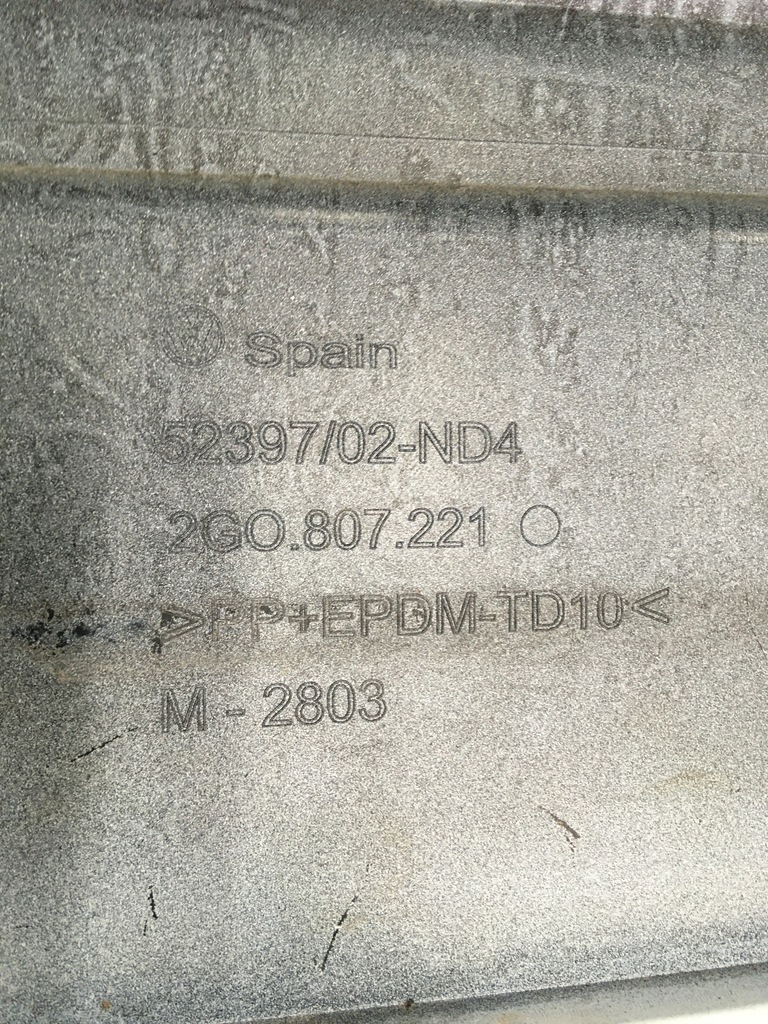 Spain
52397/02-ND4
2GO.807.221
>PP+EPDM-TD10<
M - 2803